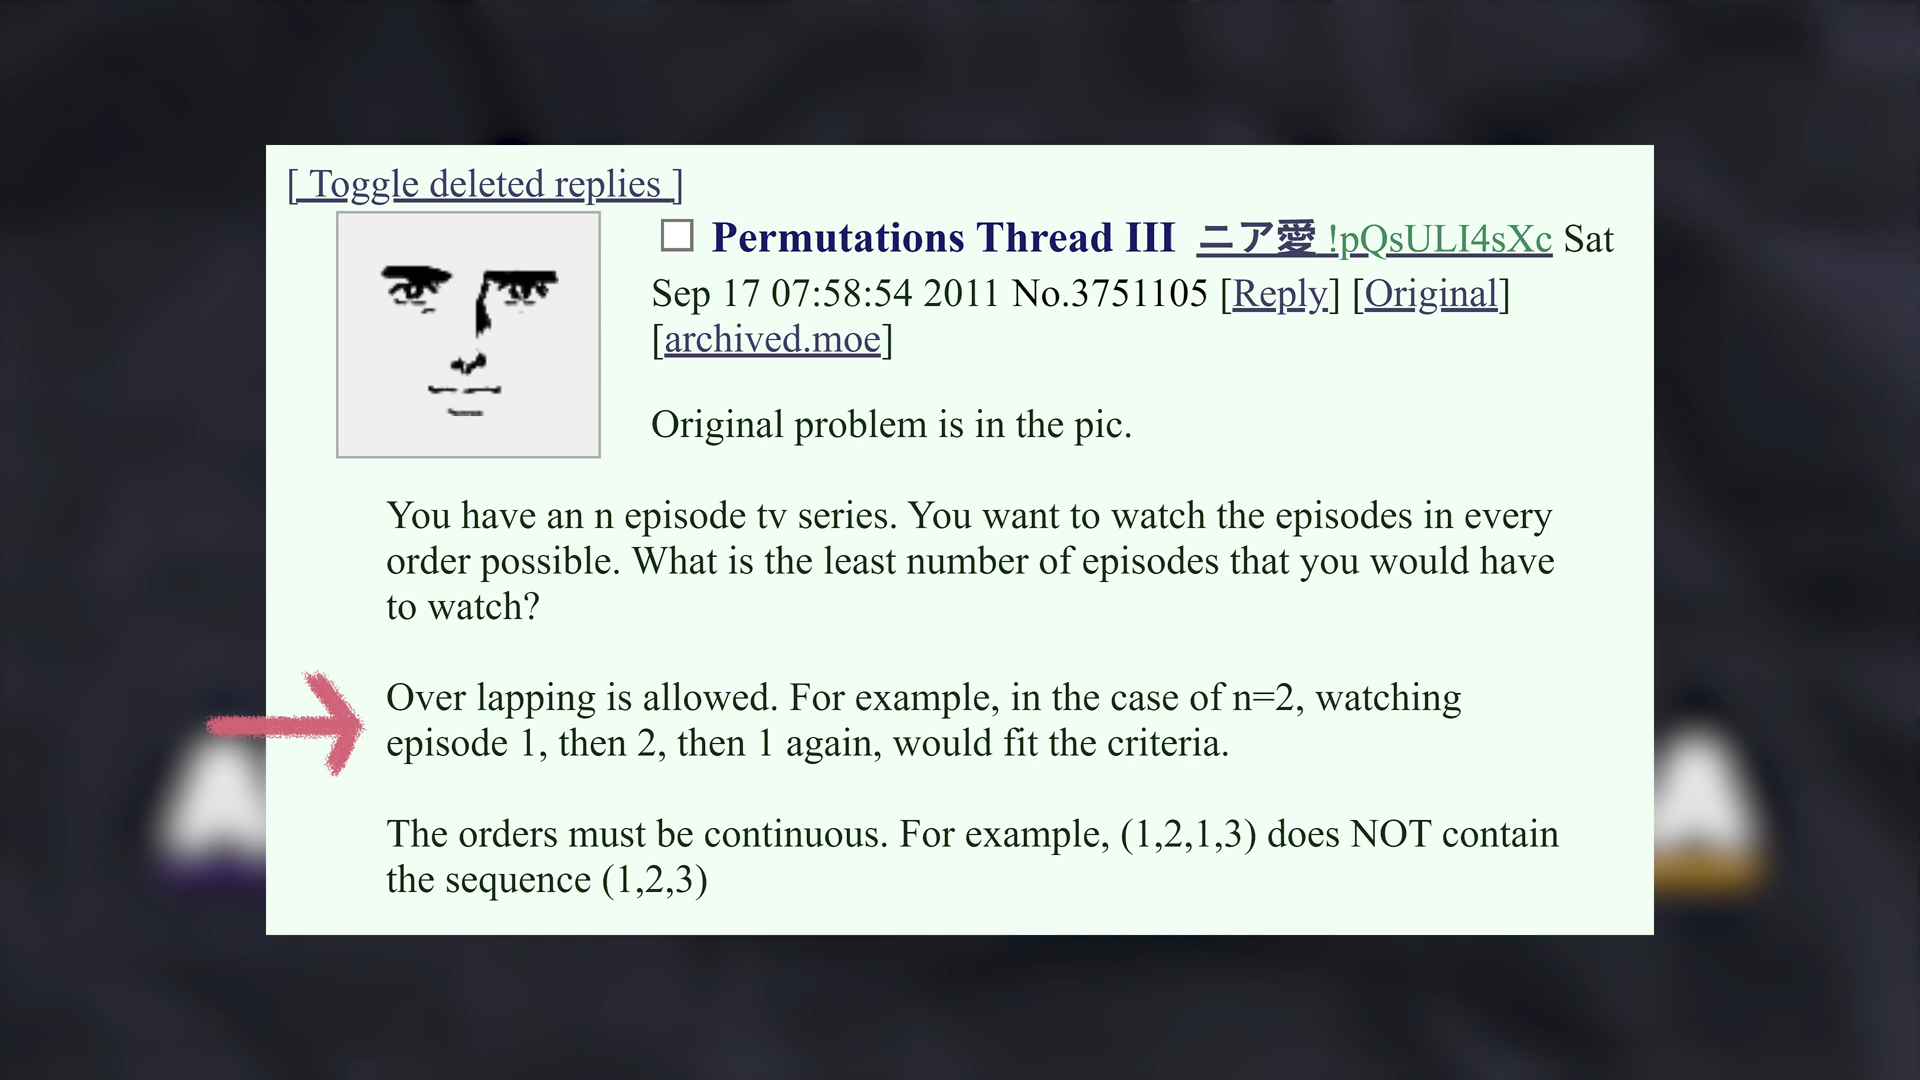 [ Toggle deleted replies ]
Permutations Thread III ニア愛 !pQsULI4sXc Sat
Sep 17 07:58:54 2011 No.3751105 [Reply] [Original]
[archived.moe]
Original problem is in the pic.
You have an n episode tv series. You want to watch the episodes in every
order possible. What is the least number of episodes that you would have
to watch?
Over lapping is allowed. For example, in the case of n=2, watching
episode 1, then 2, then 1 again, would fit the criteria.
The orders must be continuous. For example, (1,2,1,3) does NOT contain
the sequence (1,2,3)